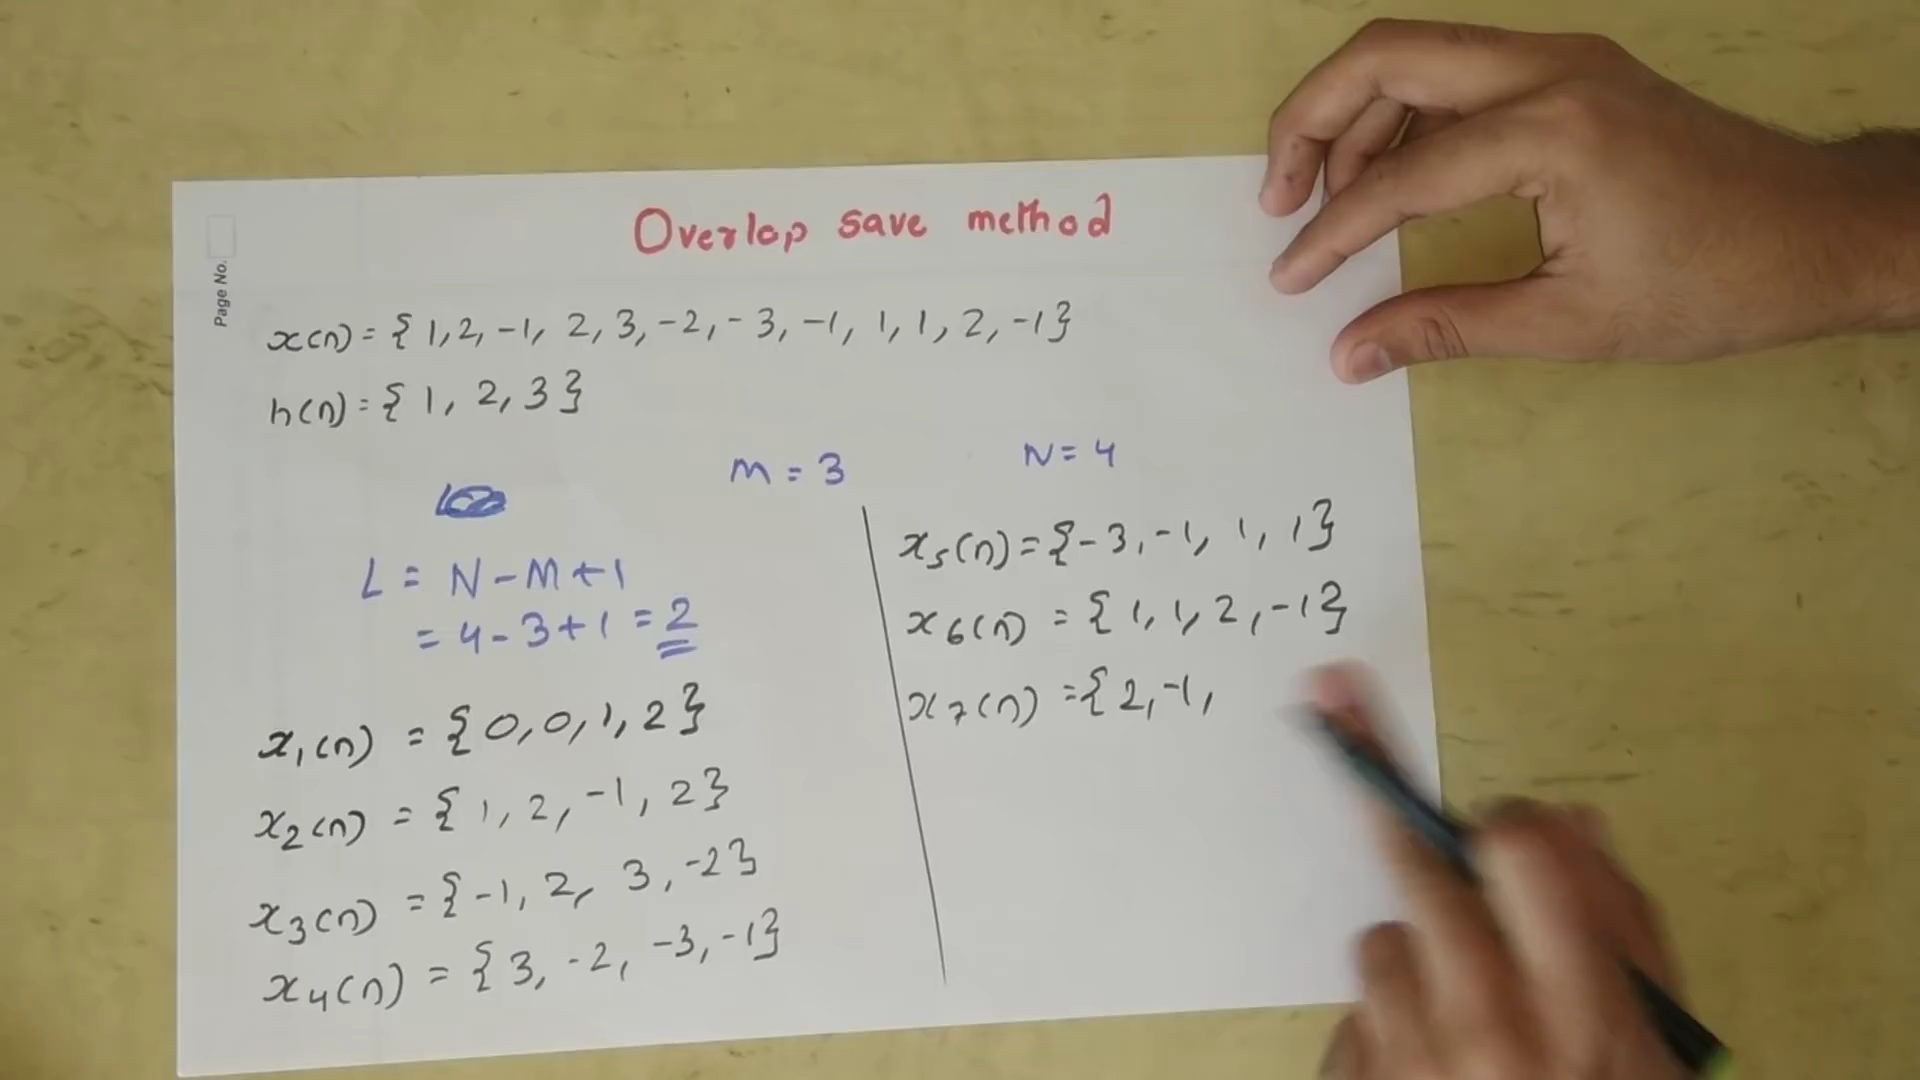 Page No.
Overlap save method
x(n) = { 1, 2, -1, 2, 3, -2, -3, -1, 1, 1, 2, -1}
h(n) = { 1, 2, 3 }
M = 3
N = 4
L = N - M + 1
= 4 - 3 + 1 = 2
x₁(n) = {0, 0, 1, 2}
x₂(n) = { 1, 2, -1, 2}
x₃(n) = {-1, 2, 3, -2}
x₄(n) = { 3, -2, -3, -1}
x₅(n) = {-3, -1, 1, 1}
x₆(n) = { 1, 1, 2, -1}
x₇(n) = { 2, -1,